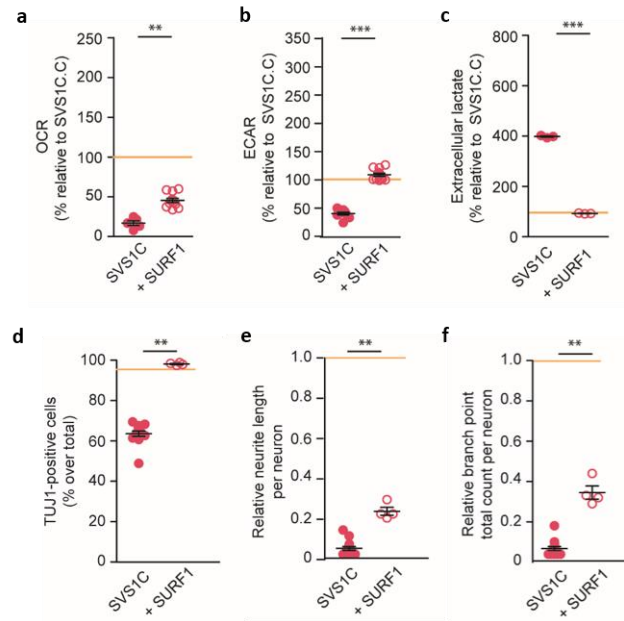 a
**
OCR
(% relative to SVS1C.C)
250
200
150
100
50
0
SVS1C
+ SURF1
b
***
ECAR
(% relative to SVS1C.C)
350
300
250
200
150
100
50
0
SVS1C
+ SURF1
c
***
Extracellular lactate
(% relative to SVS1C.C)
800
600
400
200
0
SVS1C
+ SURF1
d
**
TUJ1-positive cells
(% over total)
100
80
60
40
20
0
SVS1C
+ SURF1
e
**
Relative neurite length
per neuron
1.0
0.8
0.6
0.4
0.2
0
SVS1C
+ SURF1
f
**
Relative branch point
total count per neuron
1.0
0.8
0.6
0.4
0.2
0
SVS1C
+ SURF1